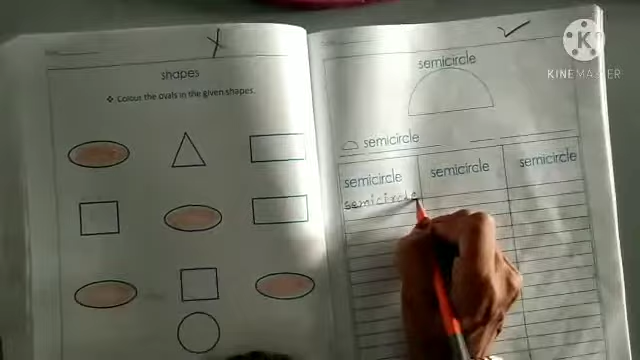 shapes
❖ Colour the ovals in the given shapes.
semicircle
semicircle
semicircle semicircle semicircle
semicircle
KINEMASTER